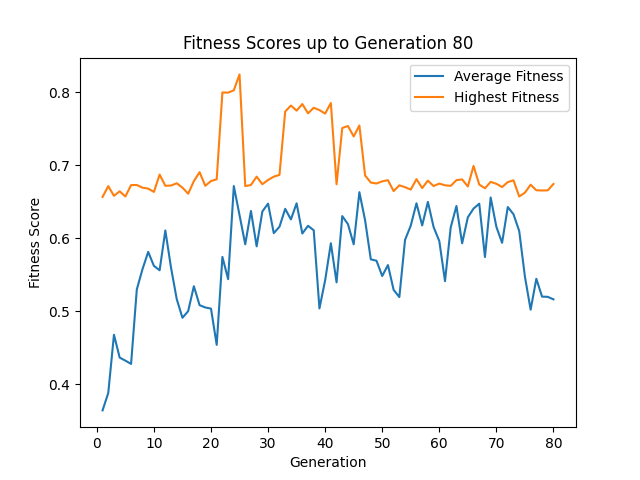 Fitness Scores up to Generation 80
Average Fitness
Highest Fitness
0.8
0.7
0.6
0.5
0.4
Fitness Score
0 10 20 30 40 50 60 70 80
Generation